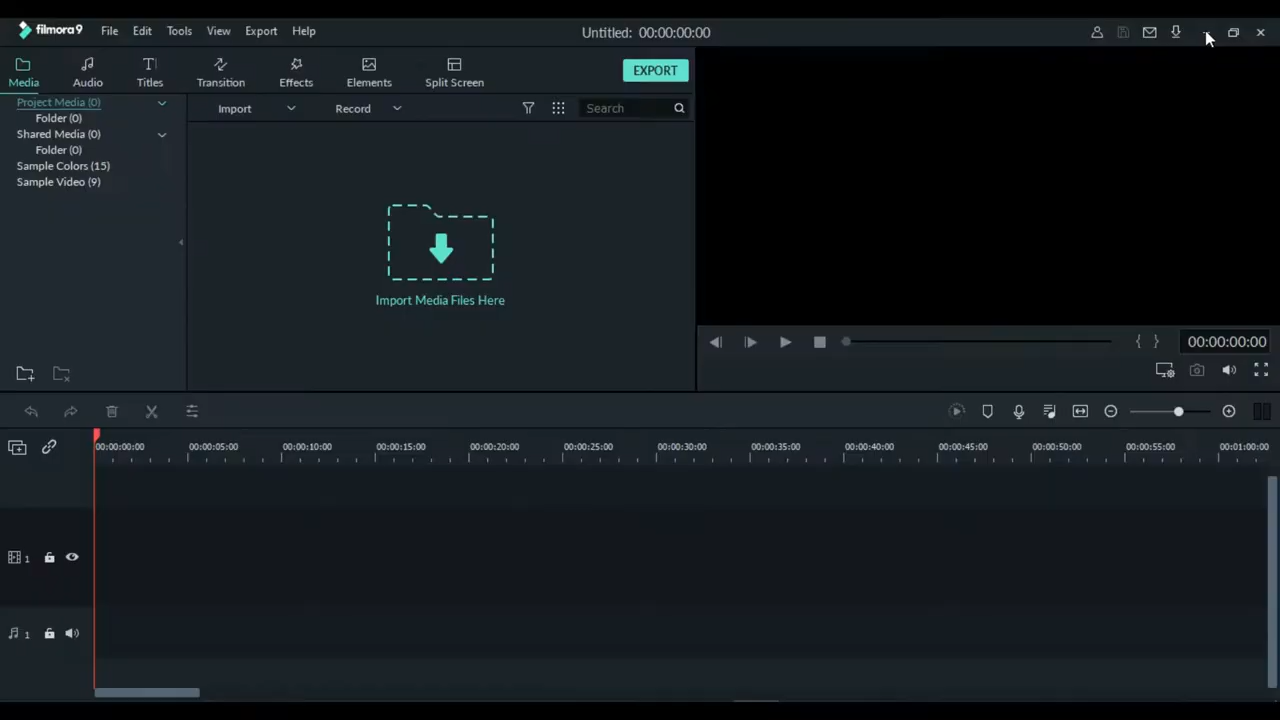 filmora9 File Edit Tools View Export Help Untitled: 00:00:00:00
Media Audio Titles Transition Effects Elements Split Screen EXPORT
Project Media (0)
Folder (0)
Shared Media (0)
Folder (0)
Sample Colors (15)
Sample Video (9)
Import Record Search
Import Media Files Here
00:00:00:00
00:00:00:00 00:00:05:00 00:00:10:00 00:00:15:00 00:00:20:00 00:00:25:00 00:00:30:00 00:00:35:00 00:00:40:00 00:00:45:00 00:00:50:00 00:00:55:00 00:01:00:00
1
1